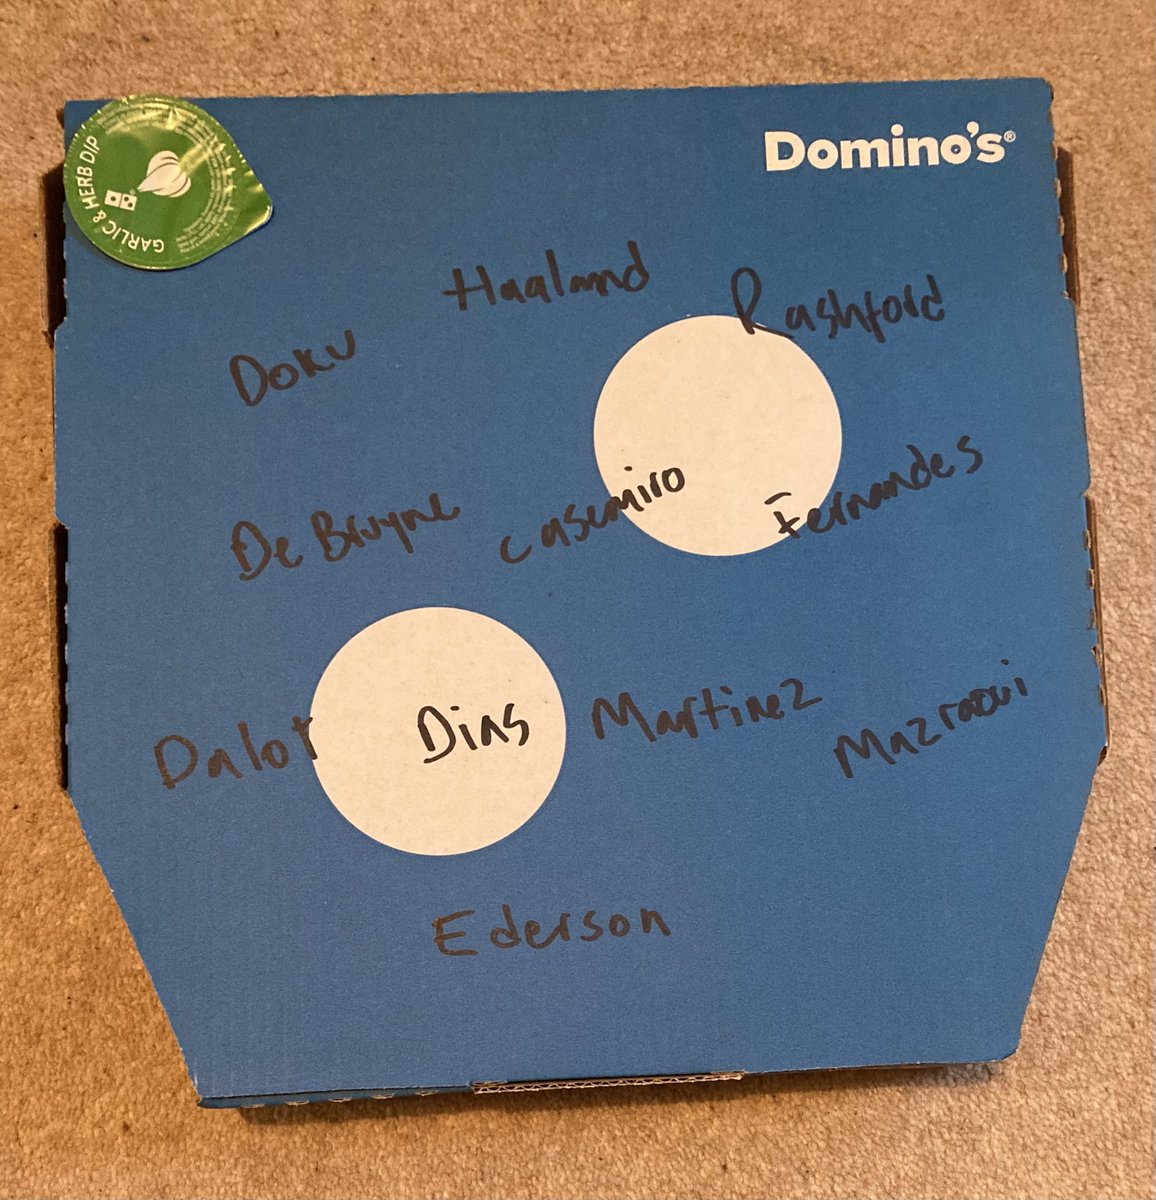 Domino's®
GARLIC & HERB DIP
Haaland
Rashford
Doku
De Bruyne
Casemiro
Fernandes
Dalot
Dias
Martinez
Mazraoui
Ederson